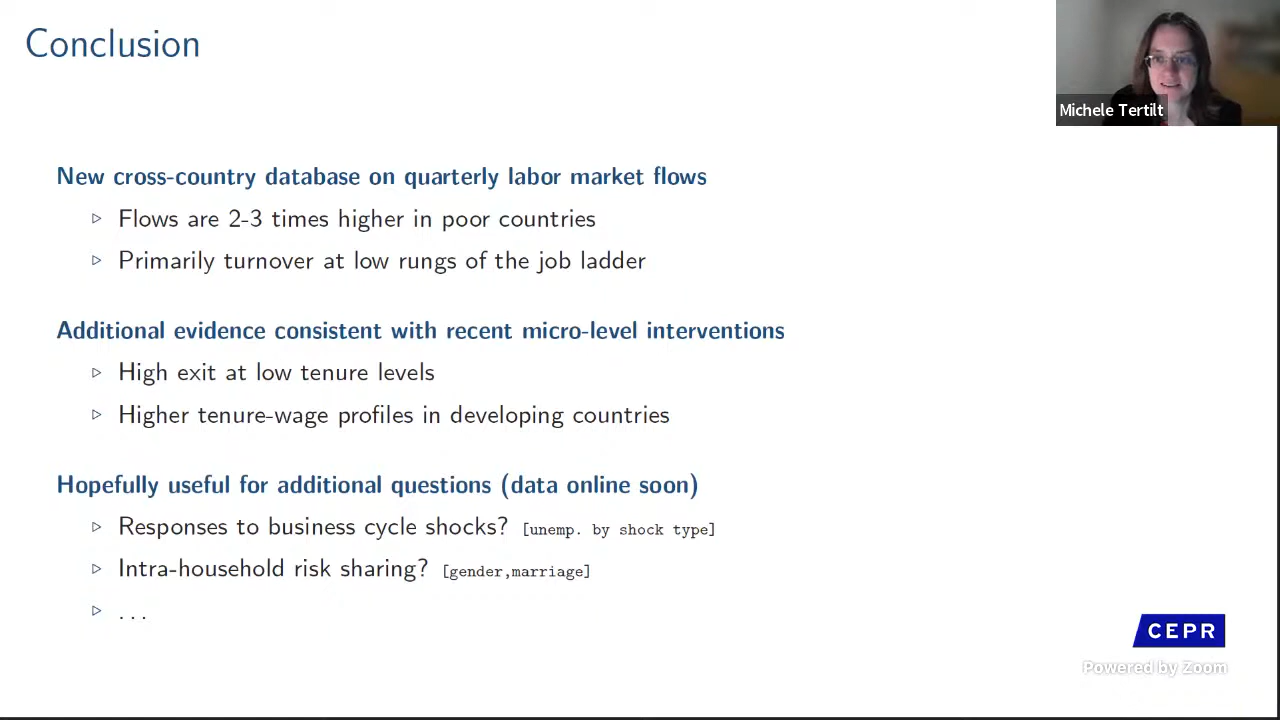 Conclusion
Michele Tertilt
New cross-country database on quarterly labor market flows
Flows are 2-3 times higher in poor countries
Primarily turnover at low rungs of the job ladder
Additional evidence consistent with recent micro-level interventions
High exit at low tenure levels
Higher tenure-wage profiles in developing countries
Hopefully useful for additional questions (data online soon)
Responses to business cycle shocks? [unemp. by shock type]
Intra-household risk sharing? [gender,marriage]
...
CEPR
Powered by Zoom